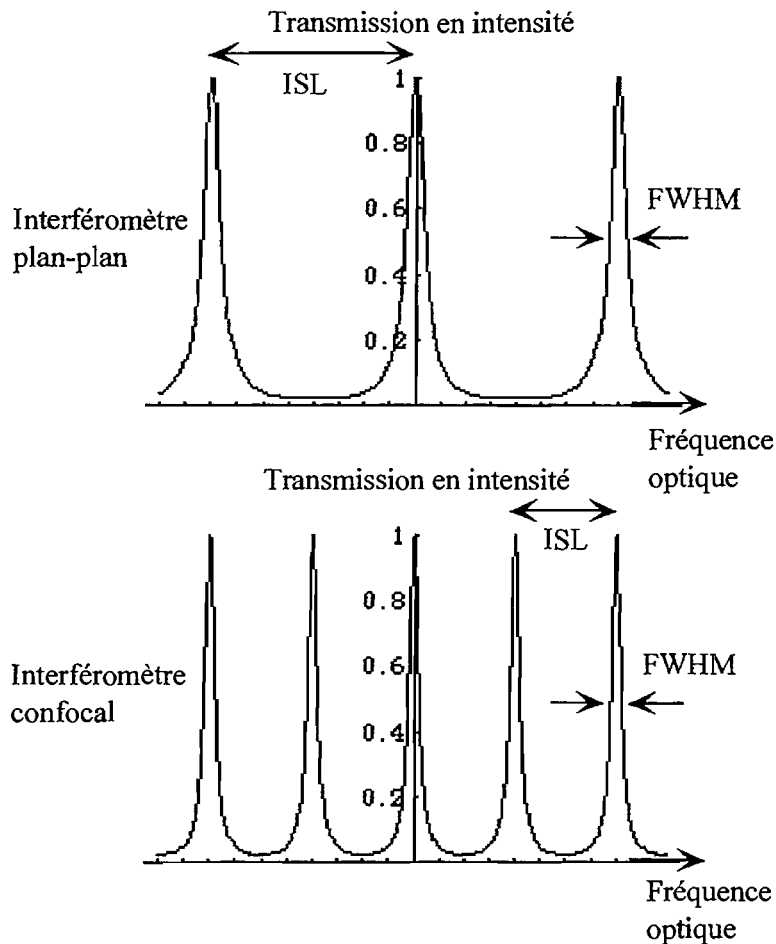 Transmission en intensité
ISL
1
0.8
0.6
0.4
0.2
Interféromètre
plan-plan
FWHM
Fréquence
optique
Transmission en intensité
ISL
1
0.8
0.6
0.4
0.2
Interféromètre
confocal
FWHM
Fréquence
optique